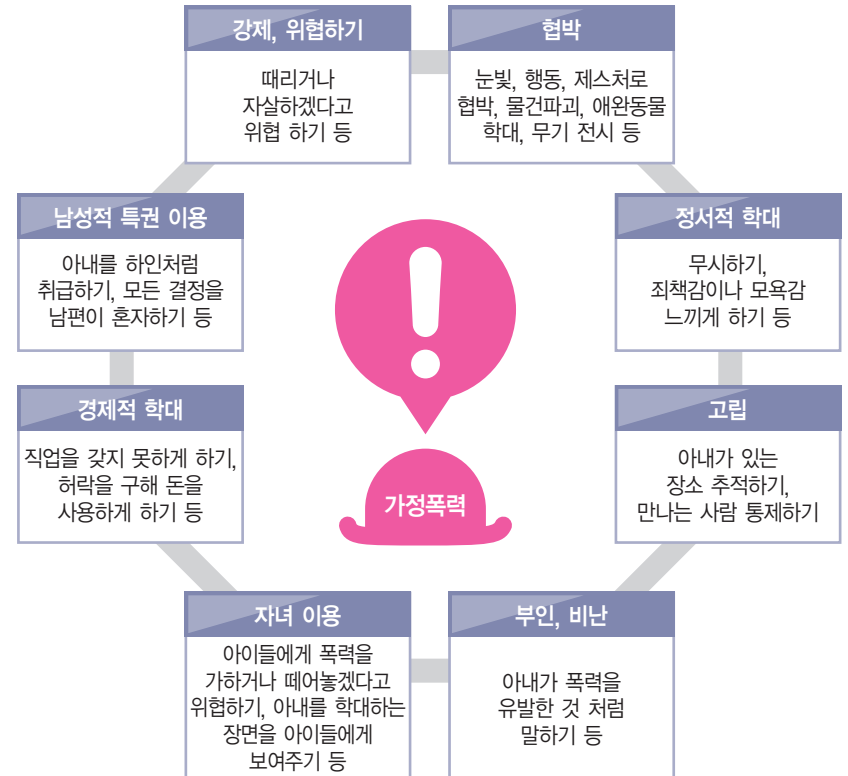 강제, 위협하기
때리거나
자살하겠다고
위협 하기 등
협박
눈빛, 행동, 제스처로
협박, 물건파괴, 애완동물
학대, 무기 전시 등
남성적 특권 이용
아내를 하인처럼
취급하기, 모든 결정을
남편이 혼자하기 등
정서적 학대
무시하기,
죄책감이나 모욕감
느끼게 하기 등
경제적 학대
직업을 갖지 못하게 하기,
허락을 구해 돈을
사용하게 하기 등
고립
아내가 있는
장소 추적하기,
만나는 사람 통제하기
가정폭력
자녀 이용
아이들에게 폭력을
가하거나 떼어놓겠다고
위협하기, 아내를 학대하는
장면을 아이들에게
보여주기 등
부인, 비난
아내가 폭력을
유발한 것 처럼
말하기 등